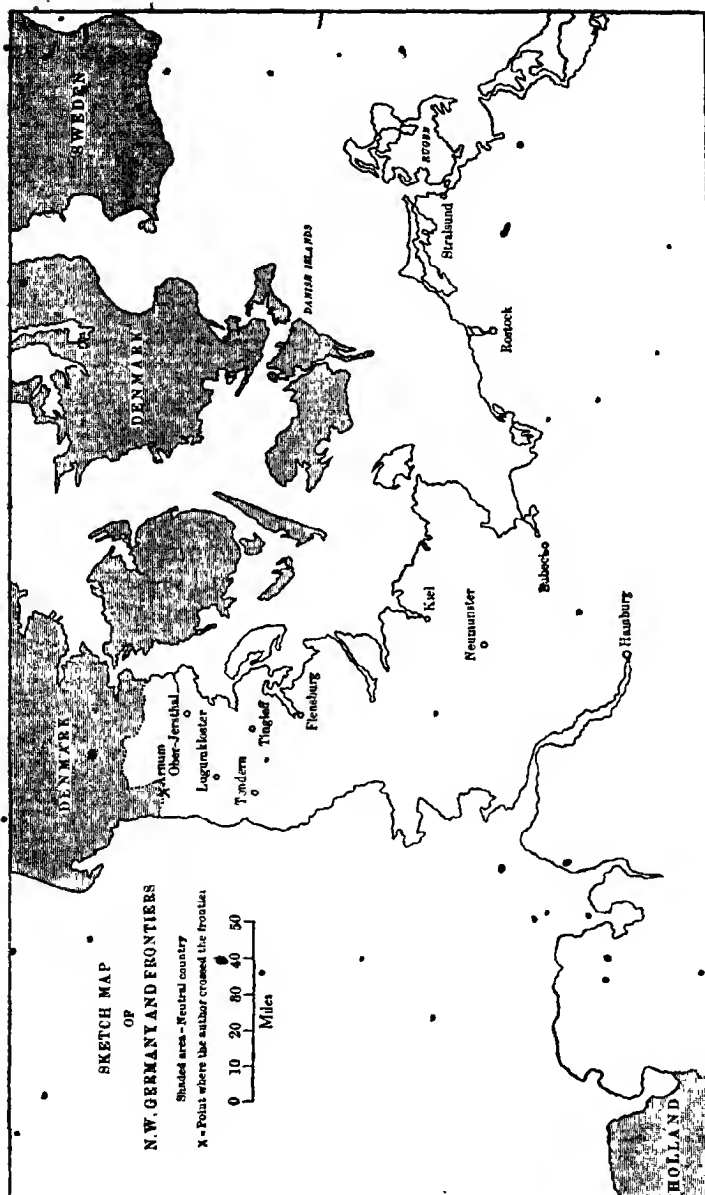 SKETCH MAP
OF
N.W. GERMANY AND FRONTIERS
Shaded area - Neutral country
X - Point where the author crossed the frontier
0 10 20 30 40 50
Miles
DENMARK
DENMARK
SWEDEN
DANISH ISLANDS
RUGEN
X Arnum
Ober-Jersthal
Lugumkloster
Tondern
Tingleff
Flensburg
Kiel
Neumunster
Lubeck
Rostock
Stralsund
Hamburg
HOLLAND